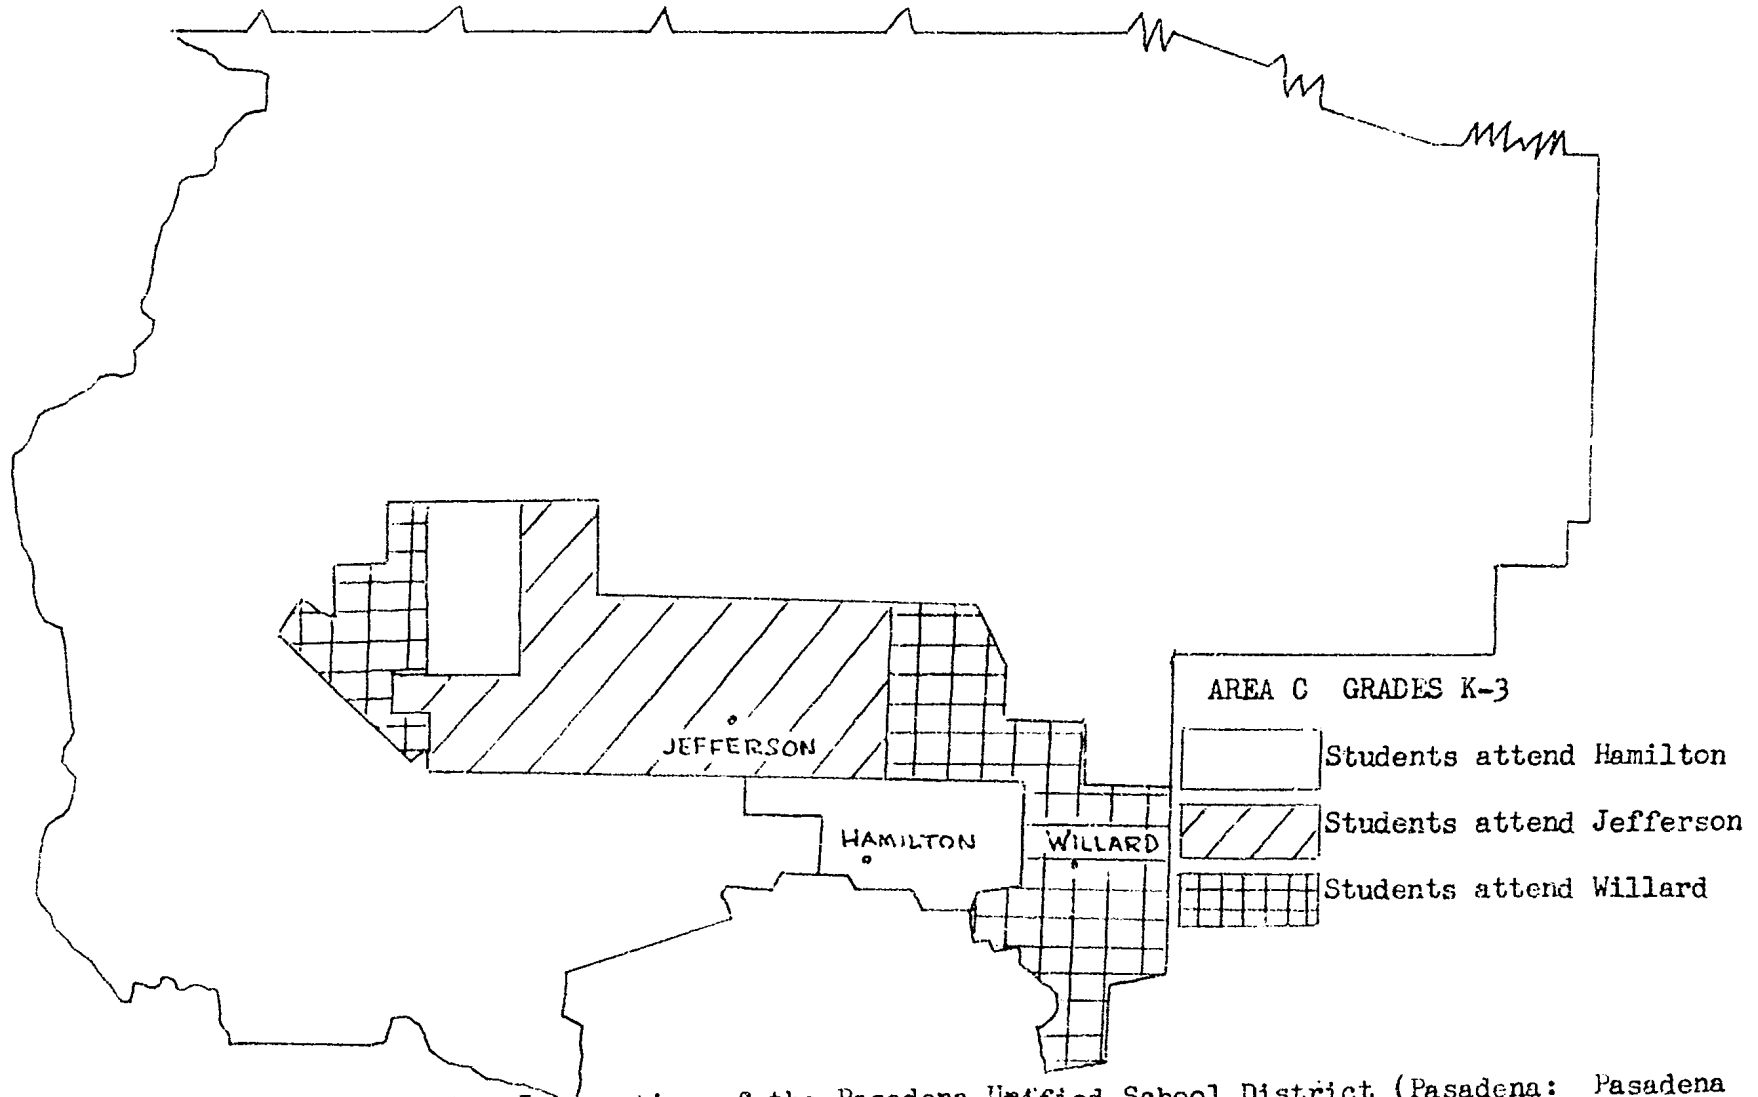 AREA C GRADES K-3
JEFFERSON
Students attend Hamilton
Students attend Jefferson
HAMILTON
WILLARD
Students attend Willard
of the Pasadena Unified School District (Pasadena: Pasadena